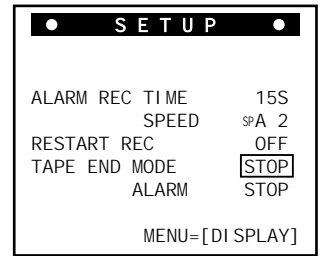 ● SETUP ●
ALARM REC TIME 15S
SPEED SPA 2
RESTART REC OFF
TAPE END MODE STOP
ALARM STOP
MENU=[DISPLAY]